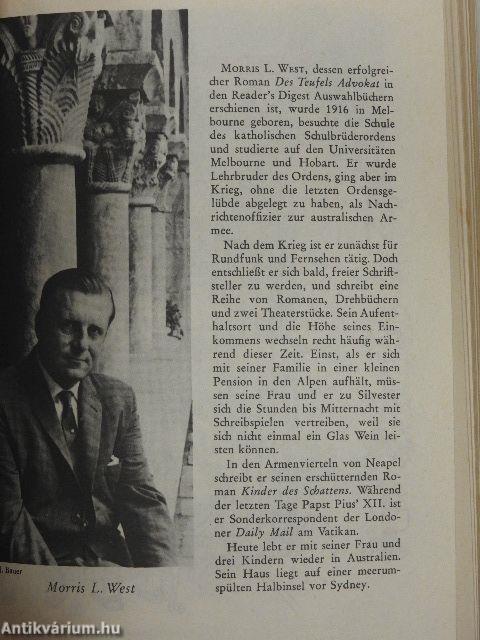 MORRIS L. WEST, dessen erfolgrei-
cher Roman Des Teufels Advokat in
den Reader's Digest Auswahlbüchern
erschienen ist, wurde 1916 in Mel-
bourne geboren, besuchte die Schule
des katholischen Schulbrüderordens
und studierte auf den Universitäten
Melbourne und Hobart. Er wurde
Lehrbruder des Ordens, ging aber im
Krieg, ohne die letzten Ordensge-
lübde abgelegt zu haben, als Nach-
richtenoffizier zur australischen Ar-
mee.
Nach dem Krieg ist er zunächst für
Rundfunk und Fernsehen tätig. Doch
entschließt er sich bald, freier Schrift-
steller zu werden, und schreibt eine
Reihe von Romanen, Drehbüchern
und zwei Theaterstücke. Sein Aufent-
haltsort und die Höhe seines Ein-
kommens wechseln recht häufig wäh-
rend dieser Zeit. Einst, als er sich
mit seiner Familie in einer kleinen
Pension in den Alpen aufhält, müs-
sen seine Frau und er zu Silvester
sich die Stunden bis Mitternacht mit
Schreibspielen vertreiben, weil sie
sich nicht einmal ein Glas Wein lei-
sten können.
In den Armenvierteln von Neapel
schreibt er seinen erschütternden Ro-
man Kinder des Schattens. Während
der letzten Tage Papst Pius' XII. ist
er Sonderkorrespondent der Londo-
ner Daily Mail am Vatikan.
Heute lebt er mit seiner Frau und
drei Kindern wieder in Australien.
Sein Haus liegt auf einer meerum-
spülten Halbinsel vor Sydney.
Bauer
Morris L. West
Antikvárium.hu
Antikvárium.hu